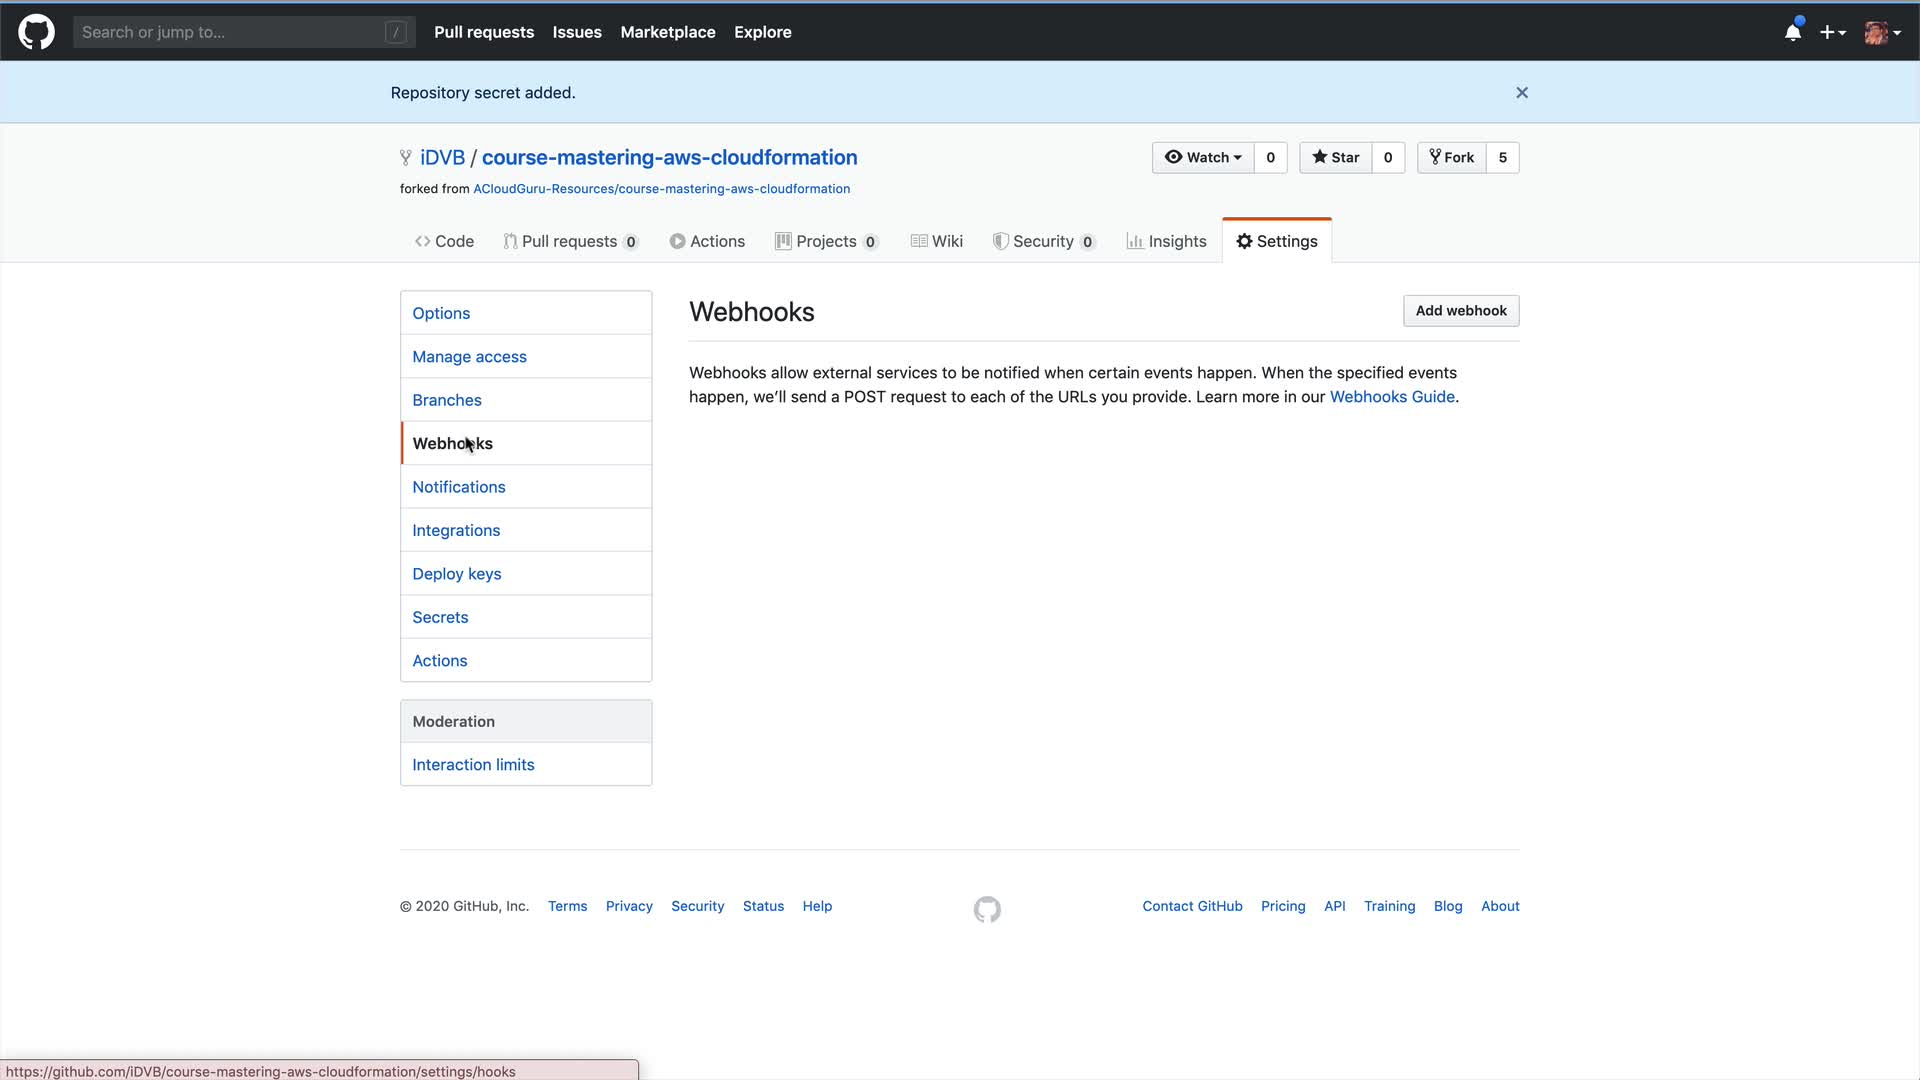 Search or jump to... /
Pull requests Issues Marketplace Explore
Repository secret added.
iDVB / course-mastering-aws-cloudformation
Watch 0 Star 0 Fork 5
forked from ACloudGuru-Resources/course-mastering-aws-cloudformation
Code Pull requests 0 Actions Projects 0 Wiki Security 0 Insights Settings
Options
Manage access
Branches
Webhooks
Notifications
Integrations
Deploy keys
Secrets
Actions
Moderation
Interaction limits
Webhooks
Add webhook
Webhooks allow external services to be notified when certain events happen. When the specified events
happen, we’ll send a POST request to each of the URLs you provide. Learn more in our Webhooks Guide.
© 2020 GitHub, Inc. Terms Privacy Security Status Help
Contact GitHub Pricing API Training Blog About
https://github.com/iDVB/course-mastering-aws-cloudformation/settings/hooks